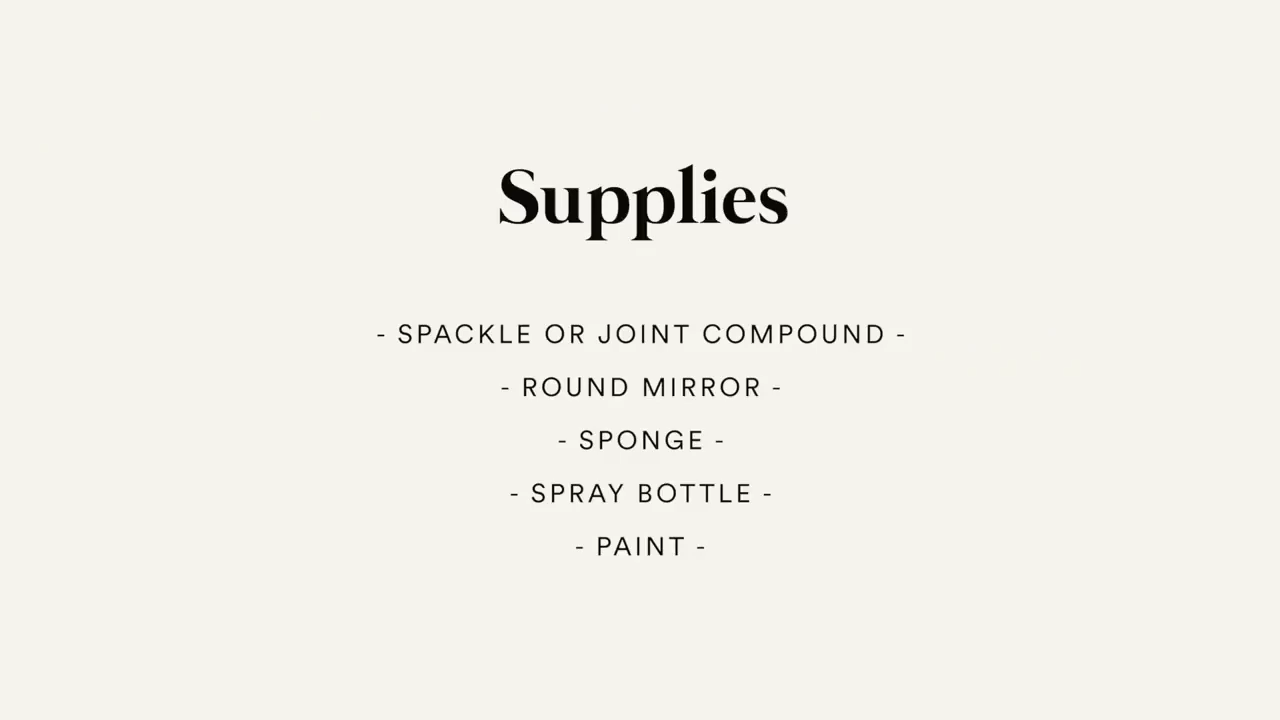 Supplies
- SPACKLE OR JOINT COMPOUND -
- ROUND MIRROR -
- SPONGE -
- SPRAY BOTTLE -
- PAINT -